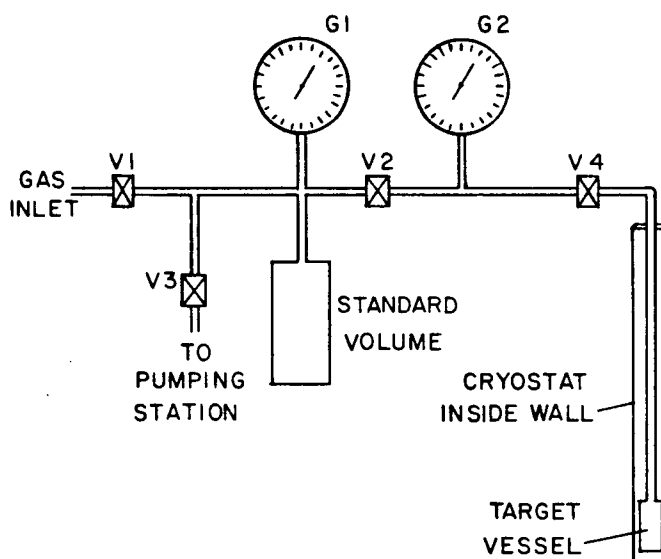 G1
G2
V1
V2
V4
GAS
INLET
V3
STANDARD
VOLUME
TO
PUMPING
STATION
CRYOSTAT
INSIDE WALL
TARGET
VESSEL